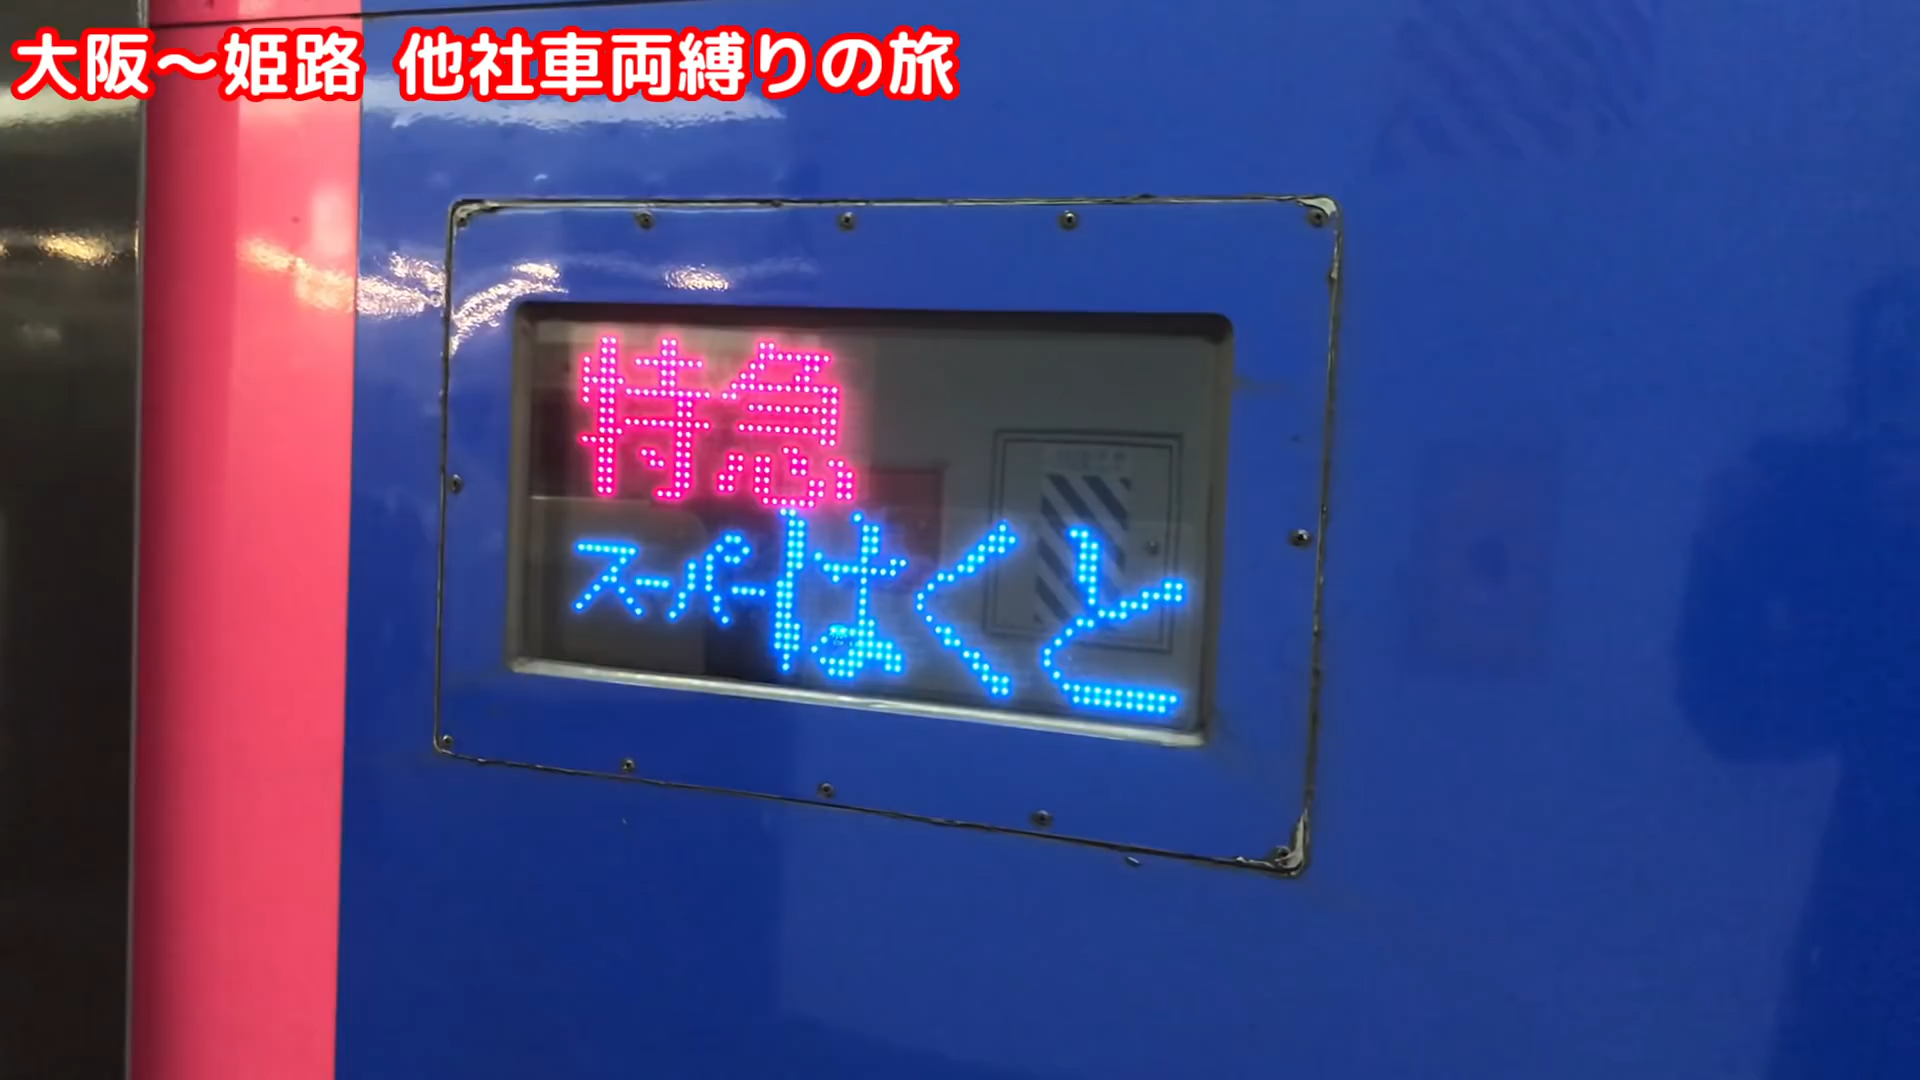 大阪～姫路 他社車両縛りの旅
特急
スーパーはくと